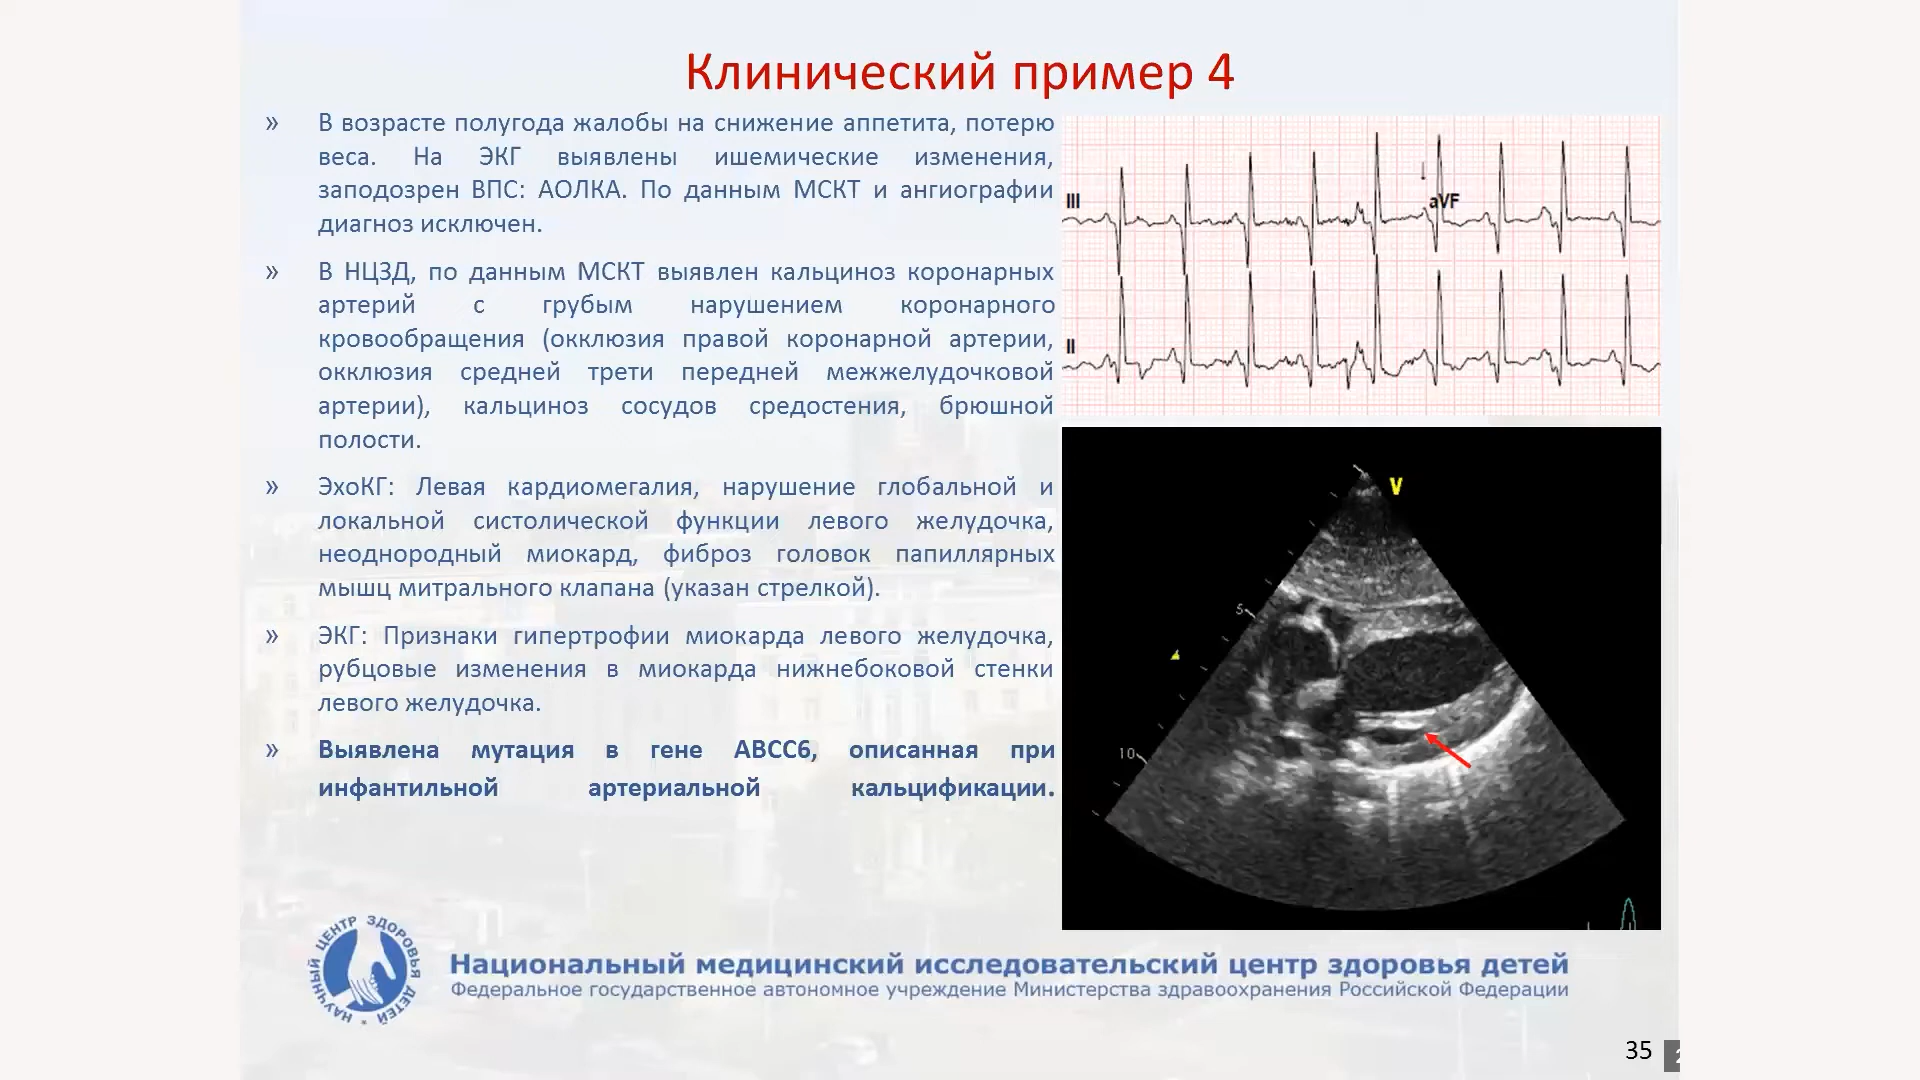 Клинический пример 4
» В возрасте полугода жалобы на снижение аппетита, потерю
веса. На ЭКГ выявлены ишемические изменения,
заподозрен ВПС: АОЛКА. По данным МСКТ и ангиографии
диагноз исключен.
» В НЦЗД, по данным МСКТ выявлен кальциноз коронарных
артерий с грубым нарушением коронарного
кровообращения (окклюзия правой коронарной артерии,
окклюзия средней трети передней межжелудочковой
артерии), кальциноз сосудов средостения, брюшной
полости.
» ЭхоКГ: Левая кардиомегалия, нарушение глобальной и
локальной систолической функции левого желудочка,
неоднородный миокард, фиброз головок папиллярных
мышц митрального клапана (указан стрелкой).
» ЭКГ: Признаки гипертрофии миокарда левого желудочка,
рубцовые изменения в миокарда нижнебоковой стенки
левого желудочка.
» Выявлена мутация в гене ABCC6, описанная при
инфантильной артериальной кальцификации.
III
aVF
II
V
5
10
НАУЧНЫЙ ЦЕНТР ЗДОРОВЬЯ ДЕТЕЙ
Национальный медицинский исследовательский центр здоровья детей
Федеральное государственное автономное учреждение Министерства здравоохранения Российской Федерации
35